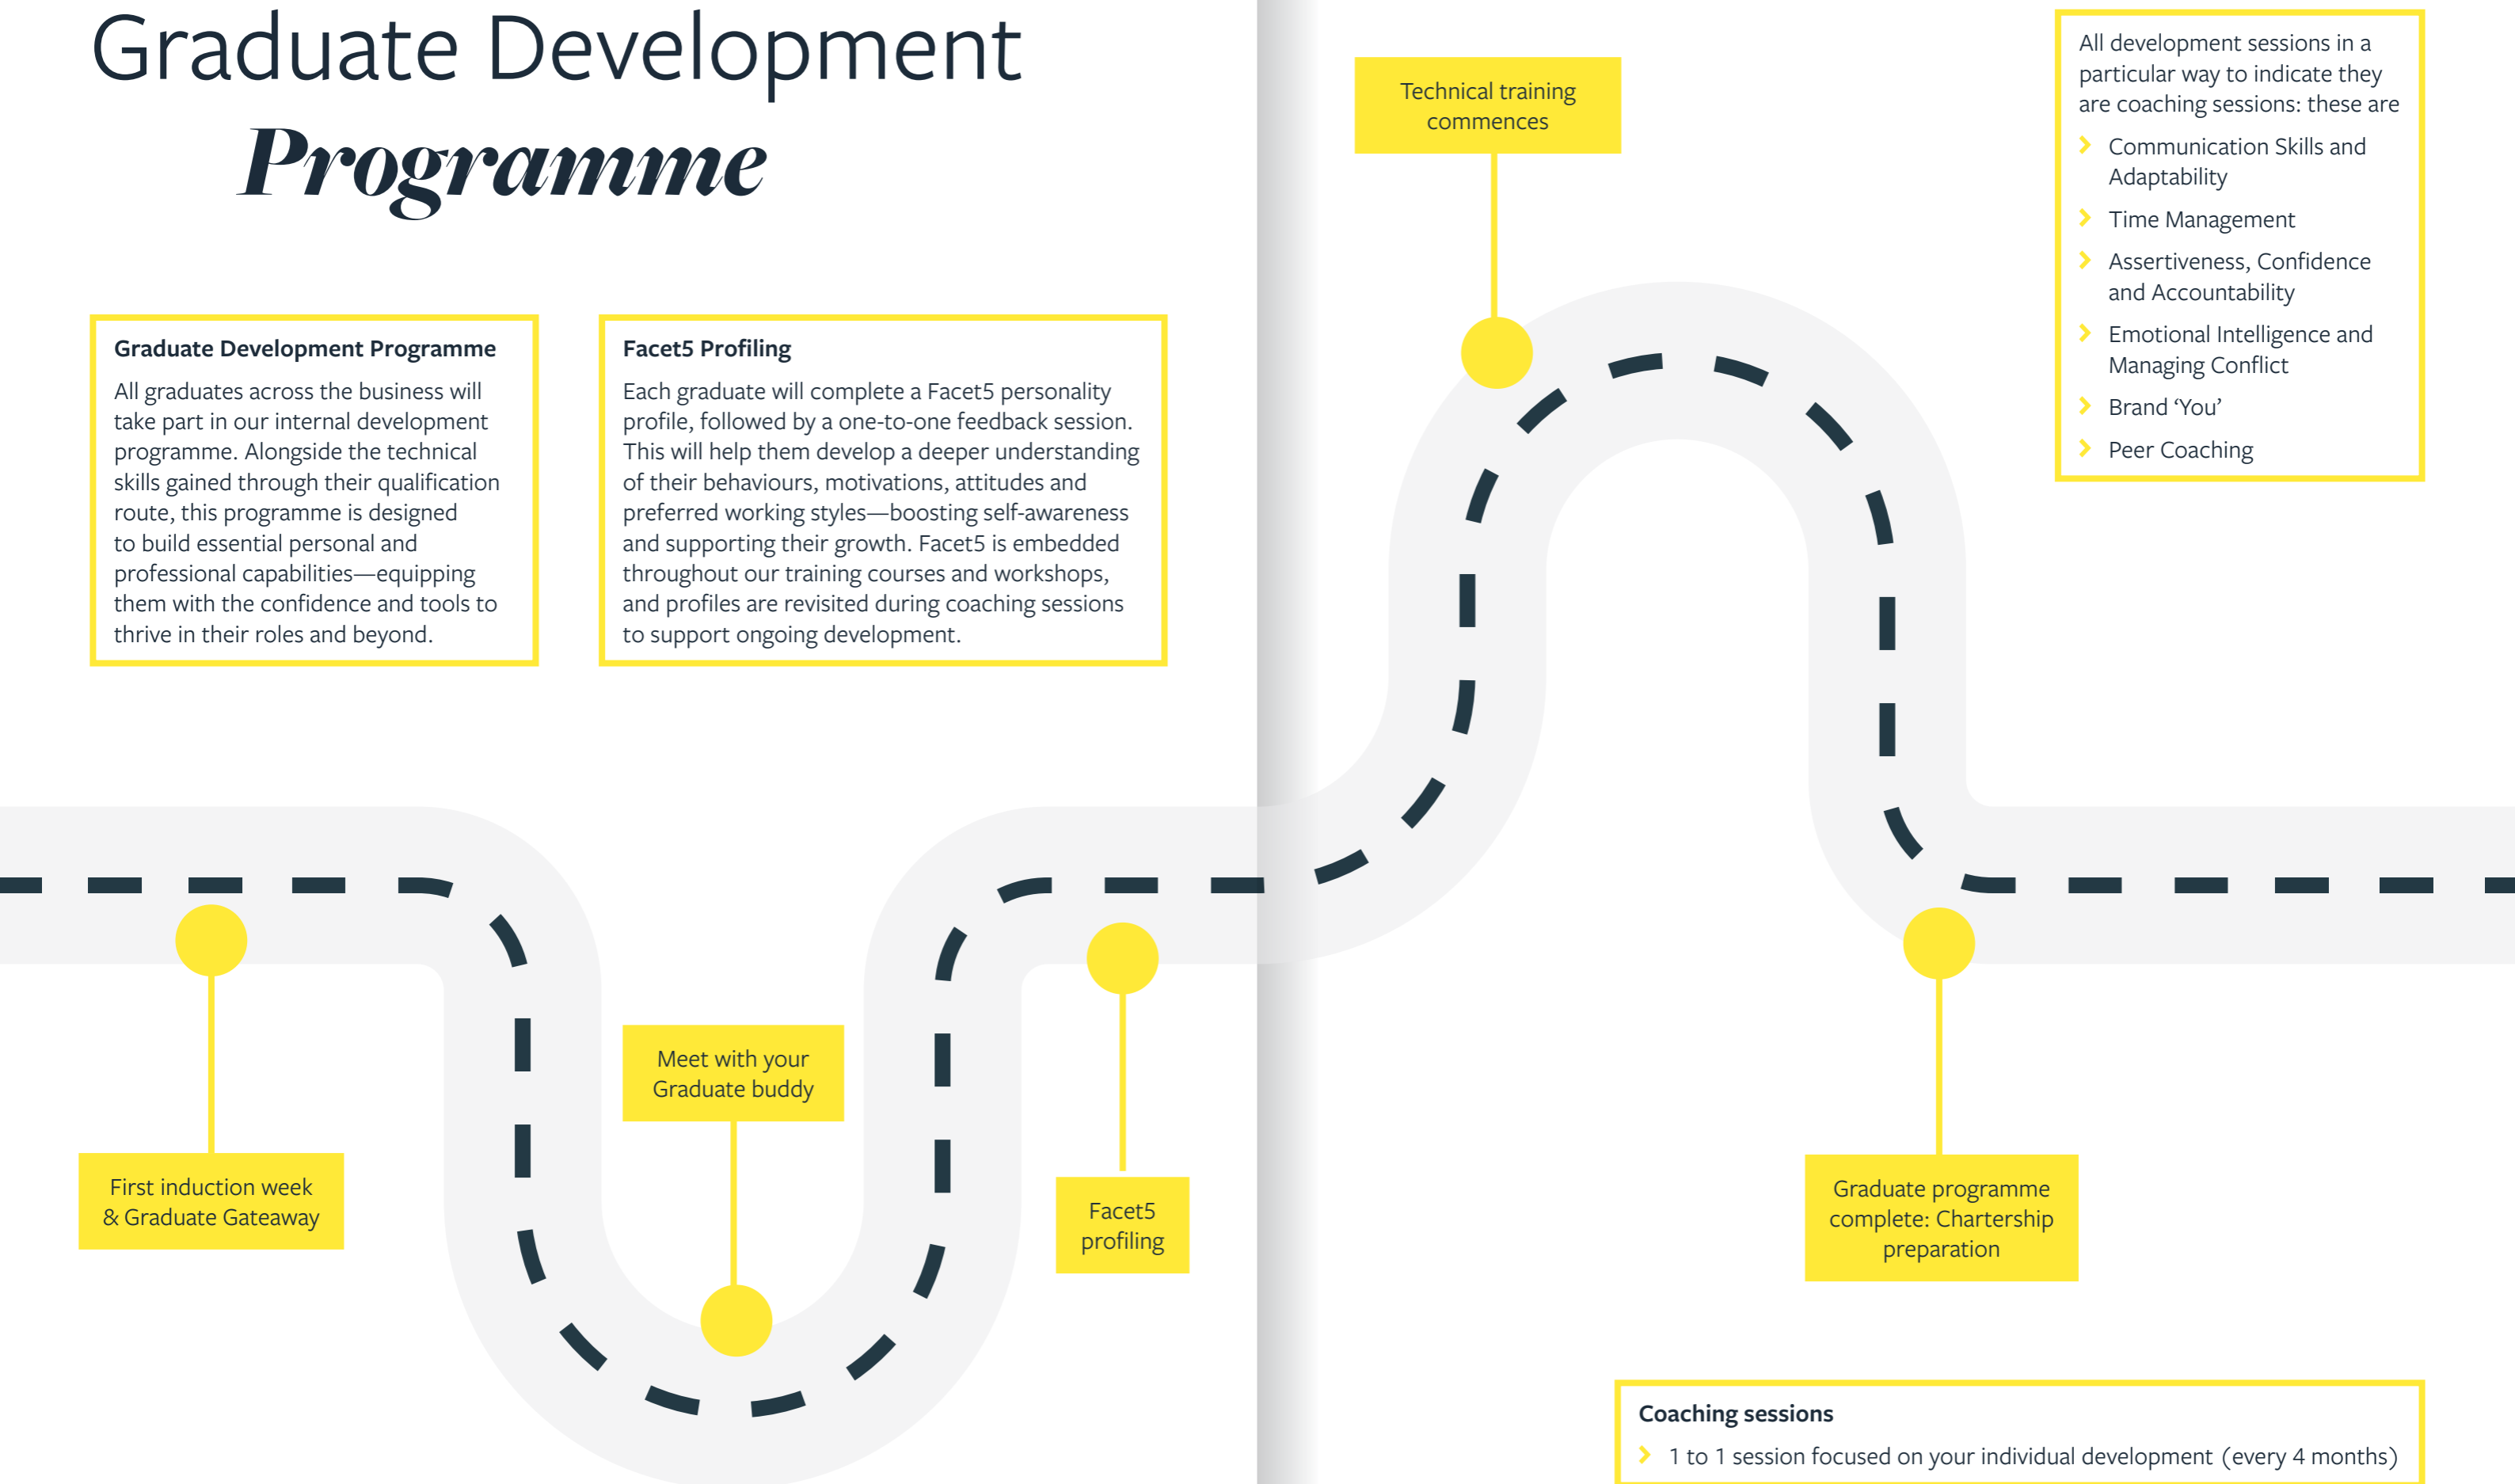 Graduate Development
Programme
Graduate Development Programme
All graduates across the business will
take part in our internal development
programme. Alongside the technical
skills gained through their qualification
route, this programme is designed
to build essential personal and
professional capabilities—equipping
them with the confidence and tools to
thrive in their roles and beyond.
Facet5 Profiling
Each graduate will complete a Facet5 personality
profile, followed by a one-to-one feedback session.
This will help them develop a deeper understanding
of their behaviours, motivations, attitudes and
preferred working styles—boosting self-awareness
and supporting their growth. Facet5 is embedded
throughout our training courses and workshops,
and profiles are revisited during coaching sessions
to support ongoing development.
First induction week
& Graduate Gateaway
Meet with your
Graduate buddy
Facet5
profiling
Technical training
commences
All development sessions in a
particular way to indicate they
are coaching sessions: these are
Communication Skills and
Adaptability
Time Management
Assertiveness, Confidence
and Accountability
Emotional Intelligence and
Managing Conflict
Brand ‘You’
Peer Coaching
Graduate programme
complete: Chartership
preparation
Coaching sessions
1 to 1 session focused on your individual development (every 4 months)